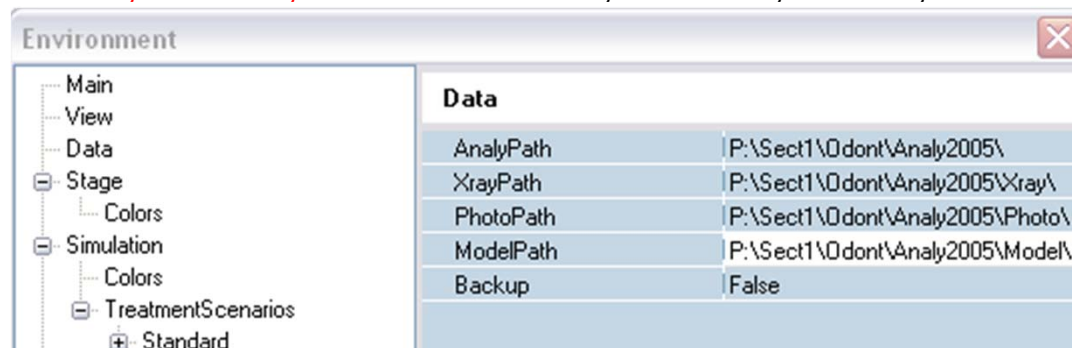 Environment
Main
View
Data
Stage
Colors
Simulation
Colors
TreatmentScenarios
Standard
Data
AnalyPath P:\Sect1\Odont\Analy2005\
XrayPath P:\Sect1\Odont\Analy2005\Xray\
PhotoPath P:\Sect1\Odont\Analy2005\Photo\
ModelPath P:\Sect1\Odont\Analy2005\Model\
Backup False